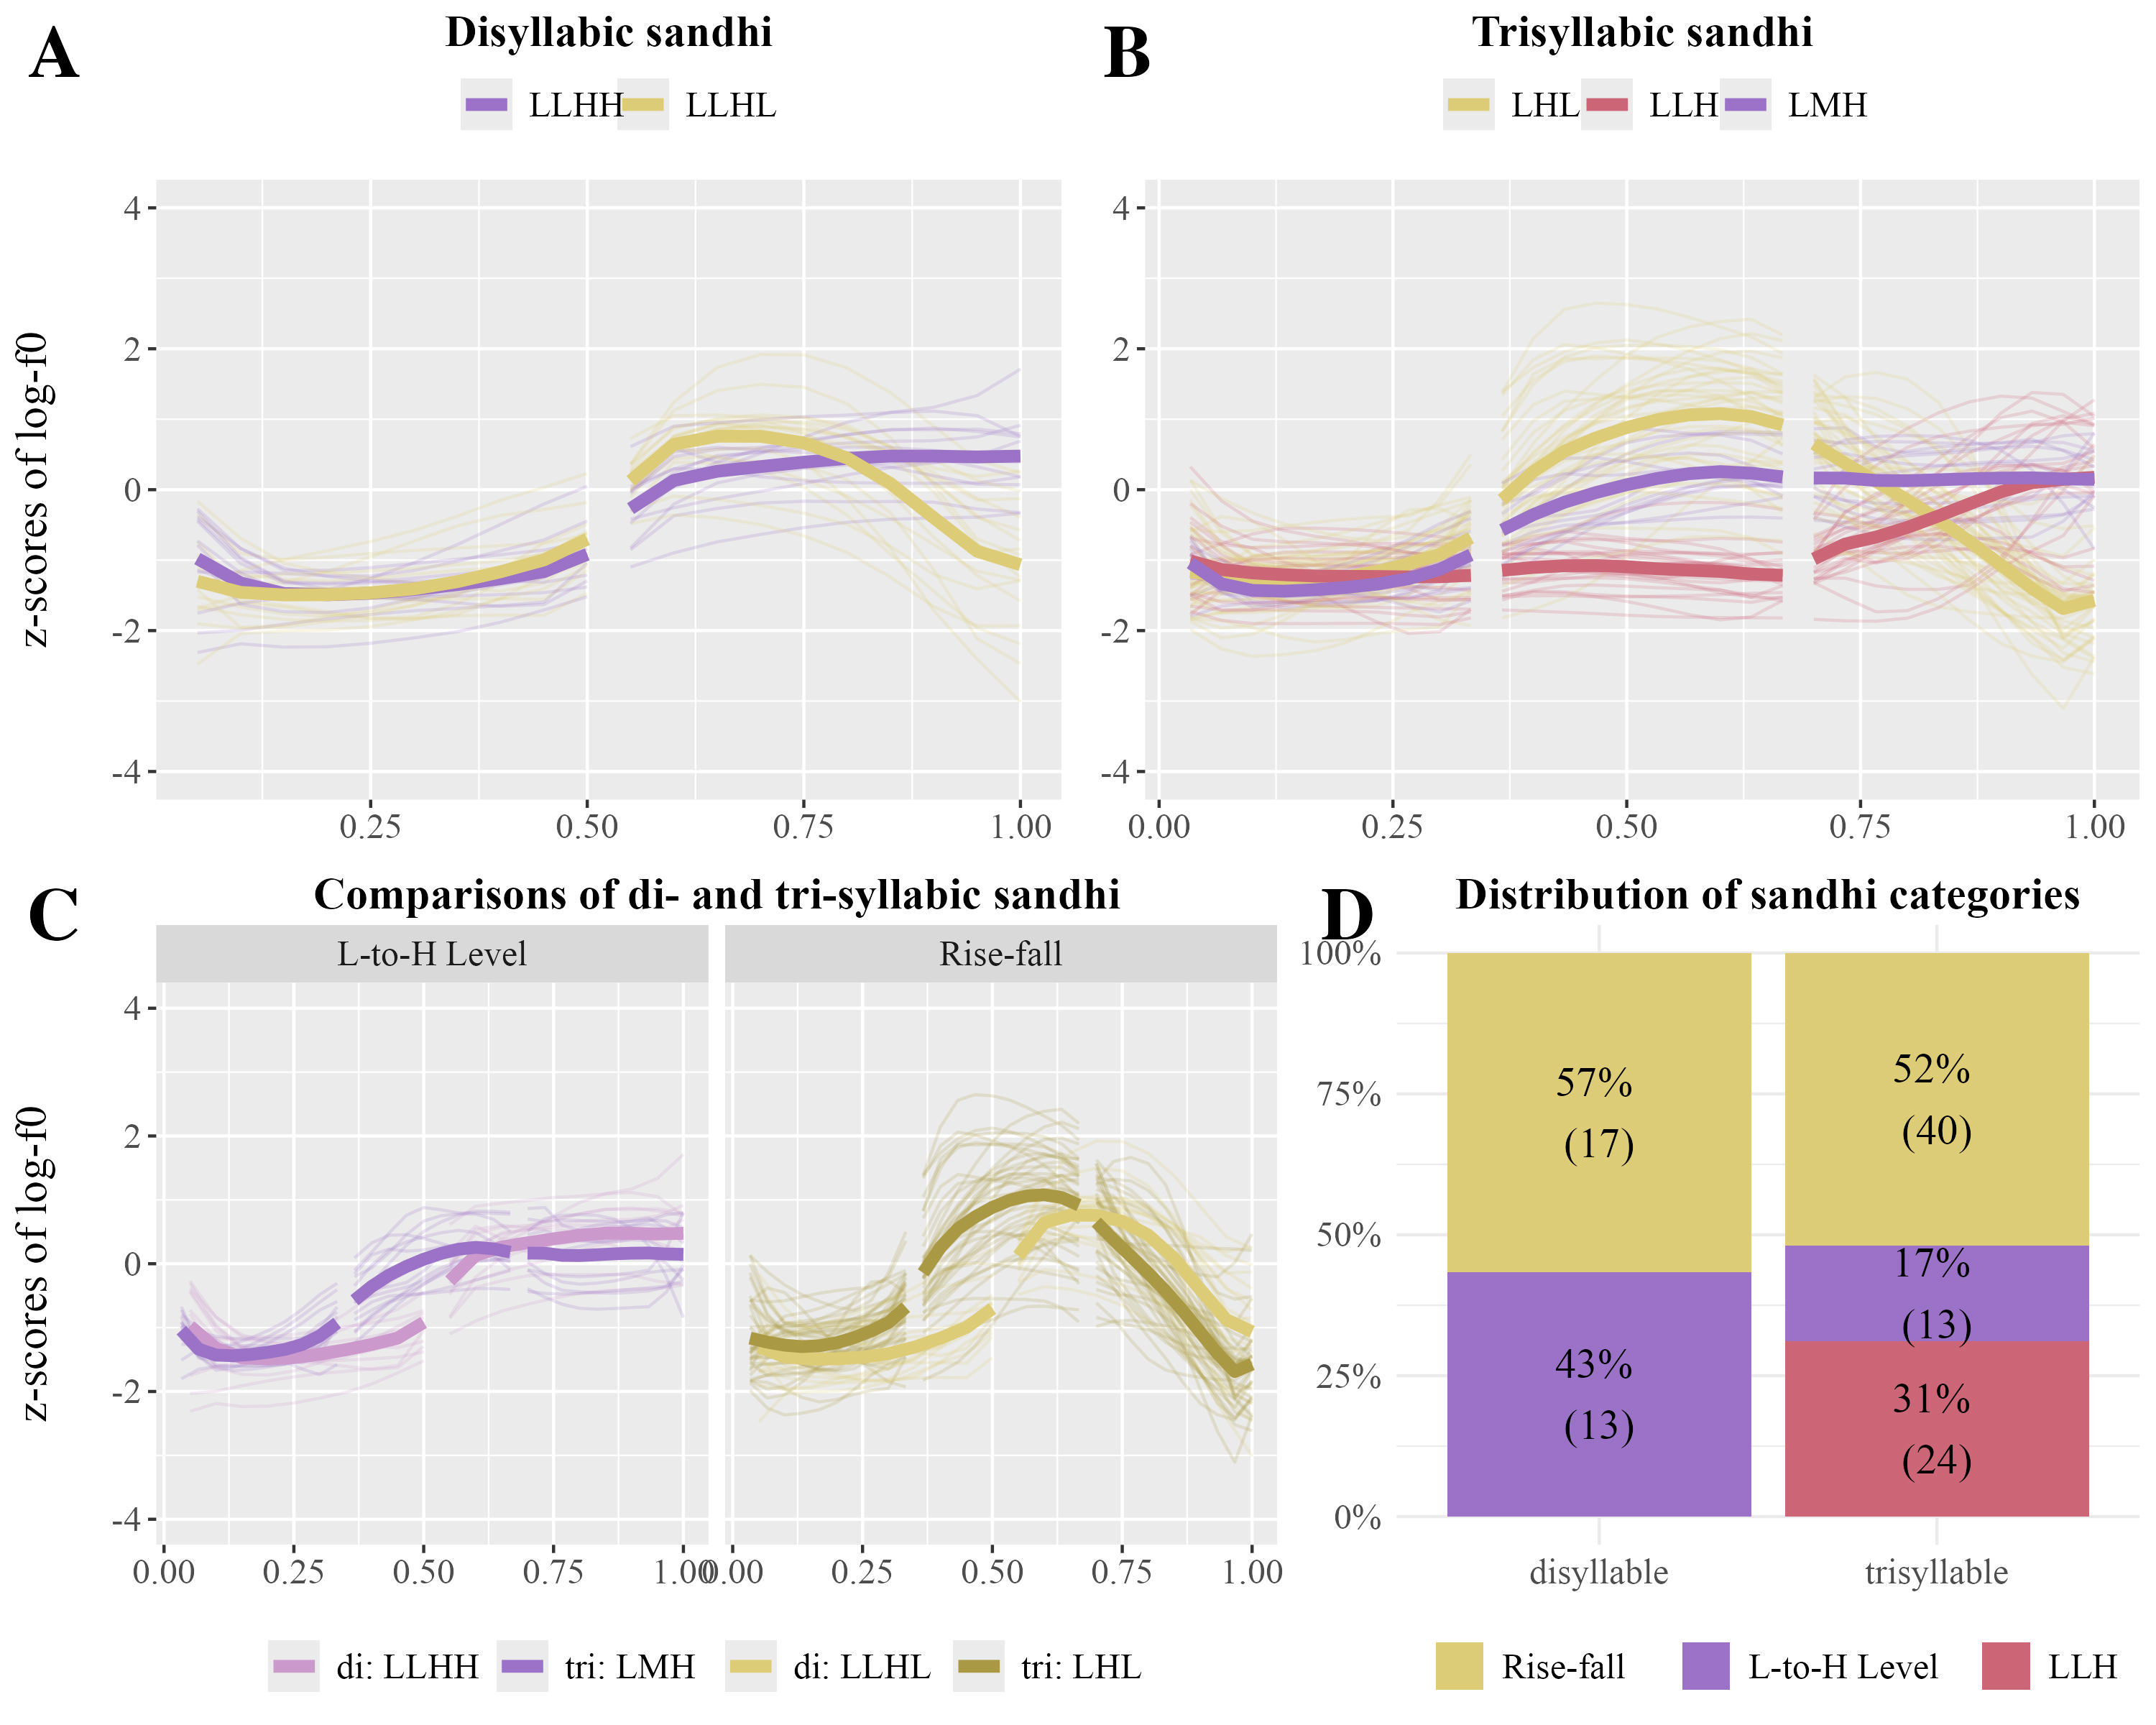 A
Disyllabic sandhi
LLHH
LLHL
z-scores of log-f0
4
2
0
-2
-4
0.25
0.50
0.75
1.00
B
Trisyllabic sandhi
LHL
LLH
LMH
4
2
0
-2
-4
0.00
0.25
0.50
0.75
1.00
C
Comparisons of di- and tri-syllabic sandhi
L-to-H Level
Rise-fall
z-scores of log-f0
4
2
0
-2
-4
0.00
0.25
0.50
0.75
1.00
0.00
0.25
0.50
0.75
1.00
di: LLHH
tri: LMH
di: LLHL
tri: LHL
D
Distribution of sandhi categories
100%
75%
50%
25%
0%
57%
(17)
43%
(13)
52%
(40)
17%
(13)
31%
(24)
disyllable
trisyllable
Rise-fall
L-to-H Level
LLH